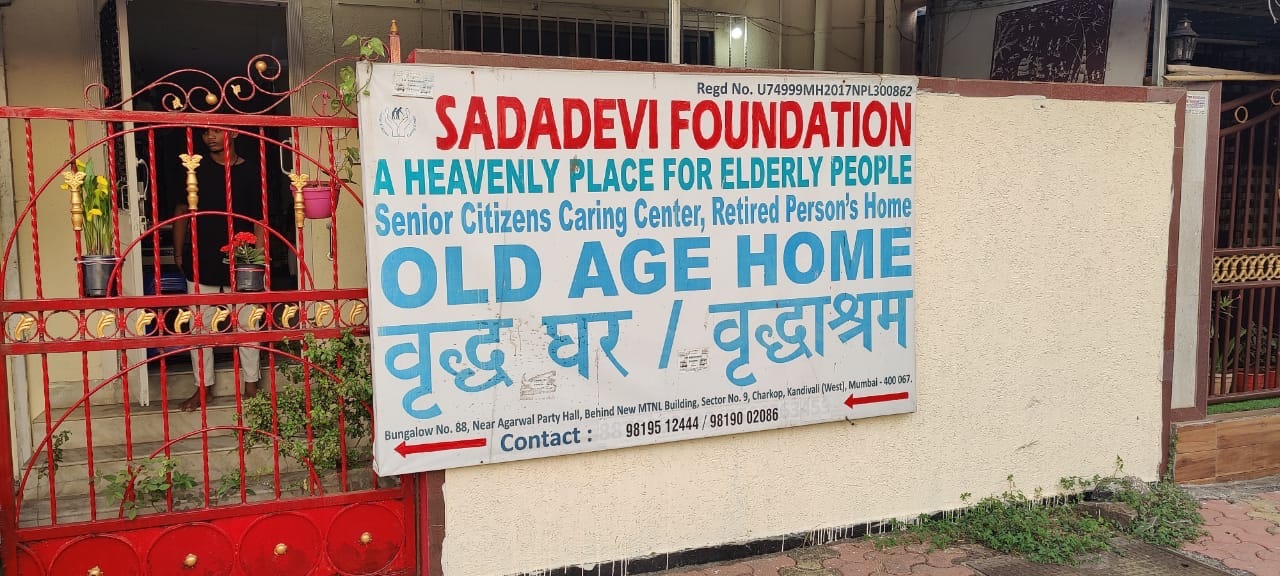 Regd No. U74999MH2017NPL300862
SADADEVI FOUNDATION
A HEAVENLY PLACE FOR ELDERLY PEOPLE
Senior Citizens Caring Center, Retired Person's Home
OLD AGE HOME
वृद्ध घर / वृद्धाश्रम
Bungalow No. 88, Near Agarwal Party Hall, Behind New MTNL Building, Sector No. 9, Charkop, Kandivali (West), Mumbai - 400 067.
Contact : 98195 12444 / 98190 02086